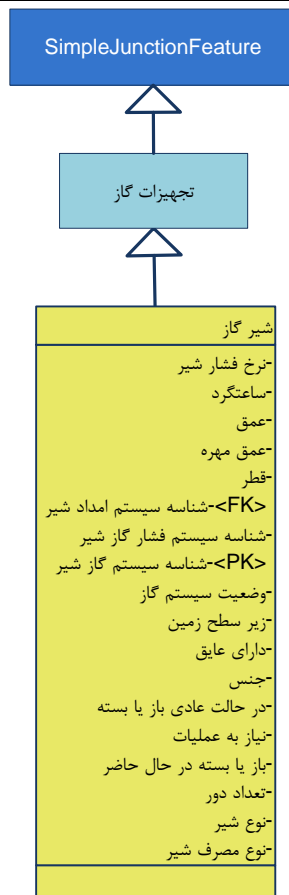 SimpleJunctionFeature
تجهیزات گاز
شیر گاز
-نرخ فشار شیر
-ساعتگرد
-عمق
-عمق مهره
-قطر
<FK>-شناسه سیستم امداد شیر
-شناسه سیستم فشار گاز شیر
<PK>-شناسه سیستم گاز شیر
-وضعیت سیستم گاز
-زیر سطح زمین
-دارای عایق
-جنس
-در حالت عادی باز یا بسته
-نیاز به عملیات
-باز یا بسته در حال حاضر
-تعداد دور
-نوع شیر
-نوع مصرف شیر